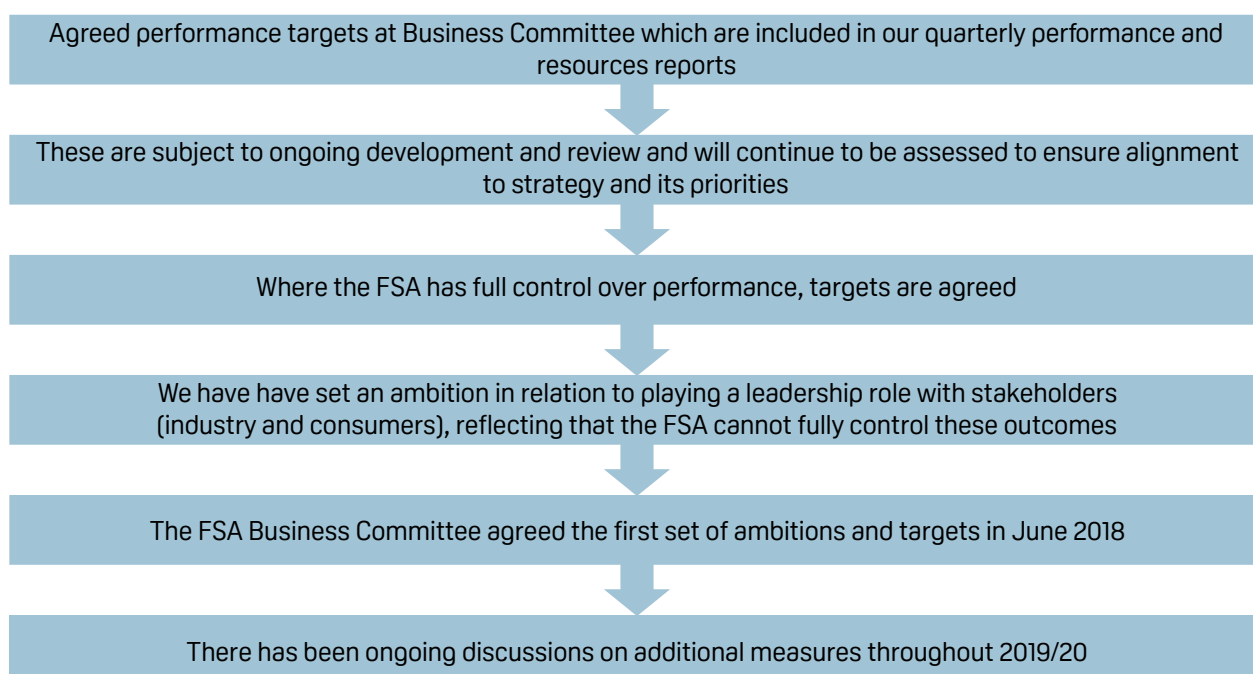 Agreed performance targets at Business Committee which are included in our quarterly performance and
resources reports
These are subject to ongoing development and review and will continue to be assessed to ensure alignment
to strategy and its priorities
Where the FSA has full control over performance, targets are agreed
We have have set an ambition in relation to playing a leadership role with stakeholders
(industry and consumers), reflecting that the FSA cannot fully control these outcomes
The FSA Business Committee agreed the first set of ambitions and targets in June 2018
There has been ongoing discussions on additional measures throughout 2019/20